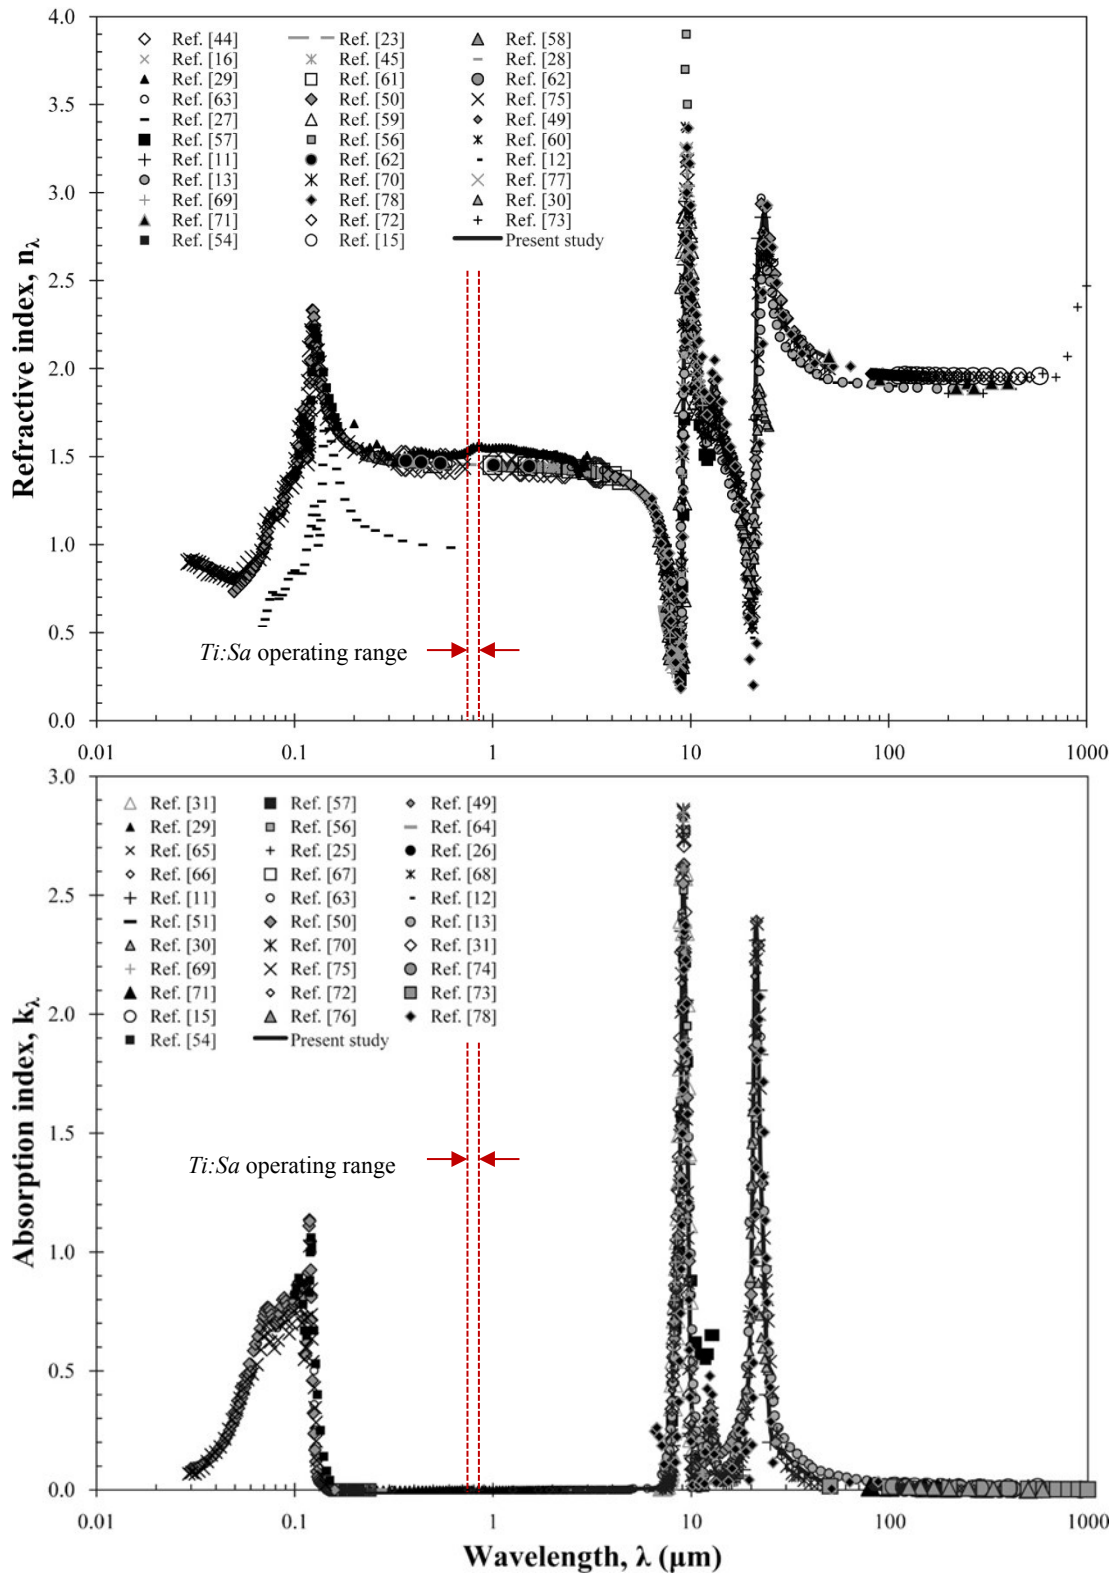 4.0
3.5
3.0
2.5
2.0
1.5
1.0
0.5
0.0
Refractive index, nλ
Ref. [44]
Ref. [16]
Ref. [29]
Ref. [63]
Ref. [27]
Ref. [57]
Ref. [11]
Ref. [13]
Ref. [69]
Ref. [71]
Ref. [54]
Ref. [23]
Ref. [45]
Ref. [61]
Ref. [50]
Ref. [59]
Ref. [56]
Ref. [62]
Ref. [70]
Ref. [78]
Ref. [72]
Ref. [15]
Ref. [58]
Ref. [28]
Ref. [62]
Ref. [75]
Ref. [49]
Ref. [60]
Ref. [12]
Ref. [77]
Ref. [30]
Ref. [73]
Present study
Ti:Sa operating range
0.01 0.1 1 10 100 1000
3.0
2.5
2.0
1.5
1.0
0.5
0.0
Absorption index, kλ
Ref. [31]
Ref. [29]
Ref. [65]
Ref. [66]
Ref. [11]
Ref. [51]
Ref. [30]
Ref. [69]
Ref. [71]
Ref. [15]
Ref. [54]
Ref. [57]
Ref. [56]
Ref. [25]
Ref. [67]
Ref. [63]
Ref. [50]
Ref. [70]
Ref. [75]
Ref. [72]
Ref. [76]
Present study
Ref. [49]
Ref. [64]
Ref. [26]
Ref. [68]
Ref. [12]
Ref. [13]
Ref. [31]
Ref. [74]
Ref. [73]
Ref. [78]
Ti:Sa operating range
0.01 0.1 1 10 100 1000
Wavelength, λ (μm)